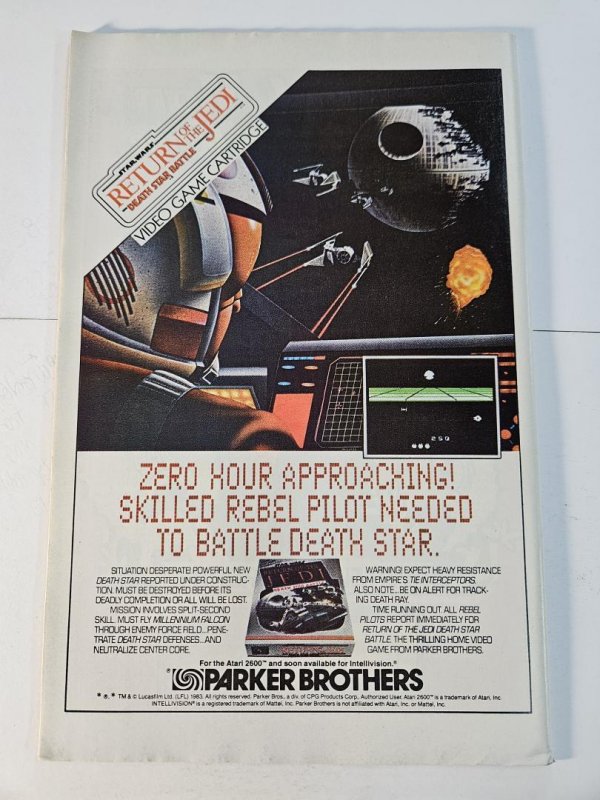 STAR WARS
RETURN OF THE JEDI
DEATH STAR BATTLE
VIDEO GAME CARTRIDGE
250
ZERO HOUR APPROACHING!
SKILLED REBEL PILOT NEEDED
TO BATTLE DEATH STAR.
SITUATION DESPERATE! POWERFUL NEW
DEATH STAR REPORTED UNDER CONSTRUC-
TION. MUST BE DESTROYED BEFORE ITS
DEADLY COMPLETION OR ALL WILL BE LOST.
MISSION INVOLVES SPLIT-SECOND
SKILL. MUST FLY MILLENNIUM FALCON
THROUGH ENEMY FORCE FIELD...PENE-
TRATE DEATH STAR DEFENSES...AND
NEUTRALIZE CENTER CORE.
JEDI
WARNING! EXPECT HEAVY RESISTANCE
FROM EMPIRE'S TIE INTERCEPTORS.
ALSO NOTE...BE ON ALERT FOR TRACK-
ING DEATH RAY.
TIME RUNNING OUT. ALL REBEL
PILOTS REPORT IMMEDIATELY FOR
RETURN OF THE JEDI DEATH STAR
BATTLE. THE THRILLING HOME VIDEO
GAME FROM PARKER BROTHERS.
For the Atari 2600™ and soon available for Intellivision.®
PARKER BROTHERS
* ®, * TM & © Lucasfilm Ltd. (LFL) 1983. All rights reserved. Parker Bros., a div. of CPG Products Corp., Authorized User. Atari 2600™ is a trademark of Atari, Inc.
INTELLIVISION® is a registered trademark of Mattel, Inc. Parker Brothers is not affiliated with Atari, Inc. or Mattel, Inc.